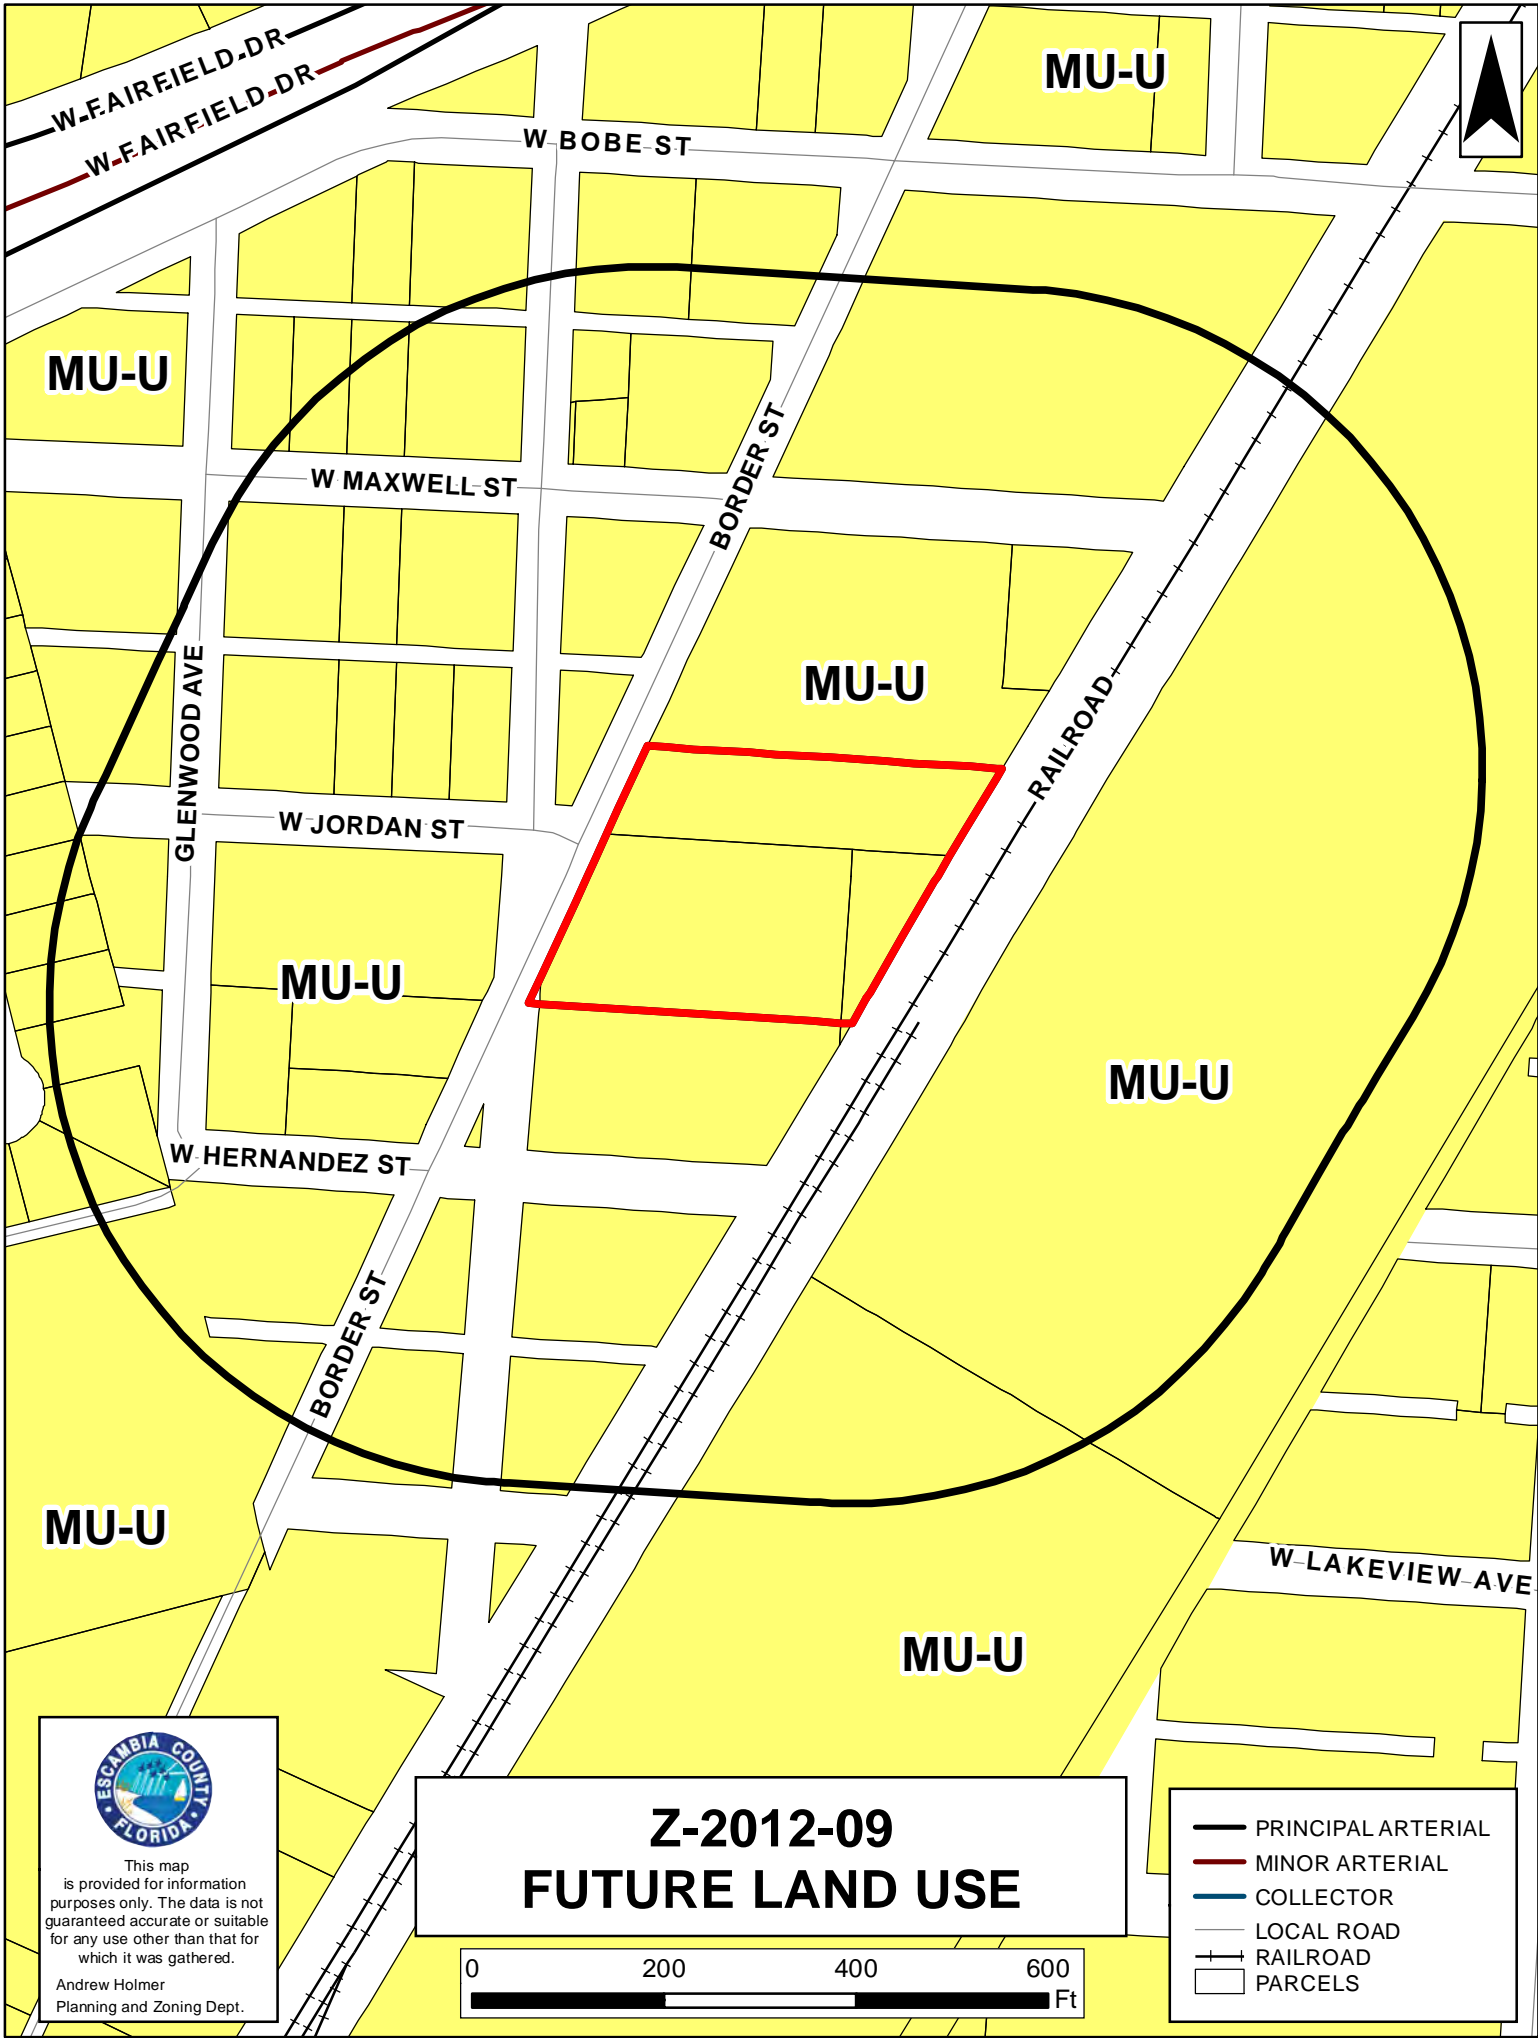 W FAIRFIELD DR
W FAIRFIELD DR
MU-U
W BOBE ST
MU-U
W MAXWELL ST
BORDER ST
MU-U
RAILROAD
GLENWOOD AVE
W JORDAN ST
MU-U
MU-U
W HERNANDEZ ST
BORDER ST
MU-U
W LAKEVIEW AVE
MU-U
ESCAMBIA COUNTY
FLORIDA
This map
is provided for information
purposes only. The data is not
guaranteed accurate or suitable
for any use other than that for
which it was gathered.
Andrew Holmer
Planning and Zoning Dept.
Z-2012-09
FUTURE LAND USE
0 200 400 600
Ft
PRINCIPAL ARTERIAL
MINOR ARTERIAL
COLLECTOR
LOCAL ROAD
RAILROAD
PARCELS